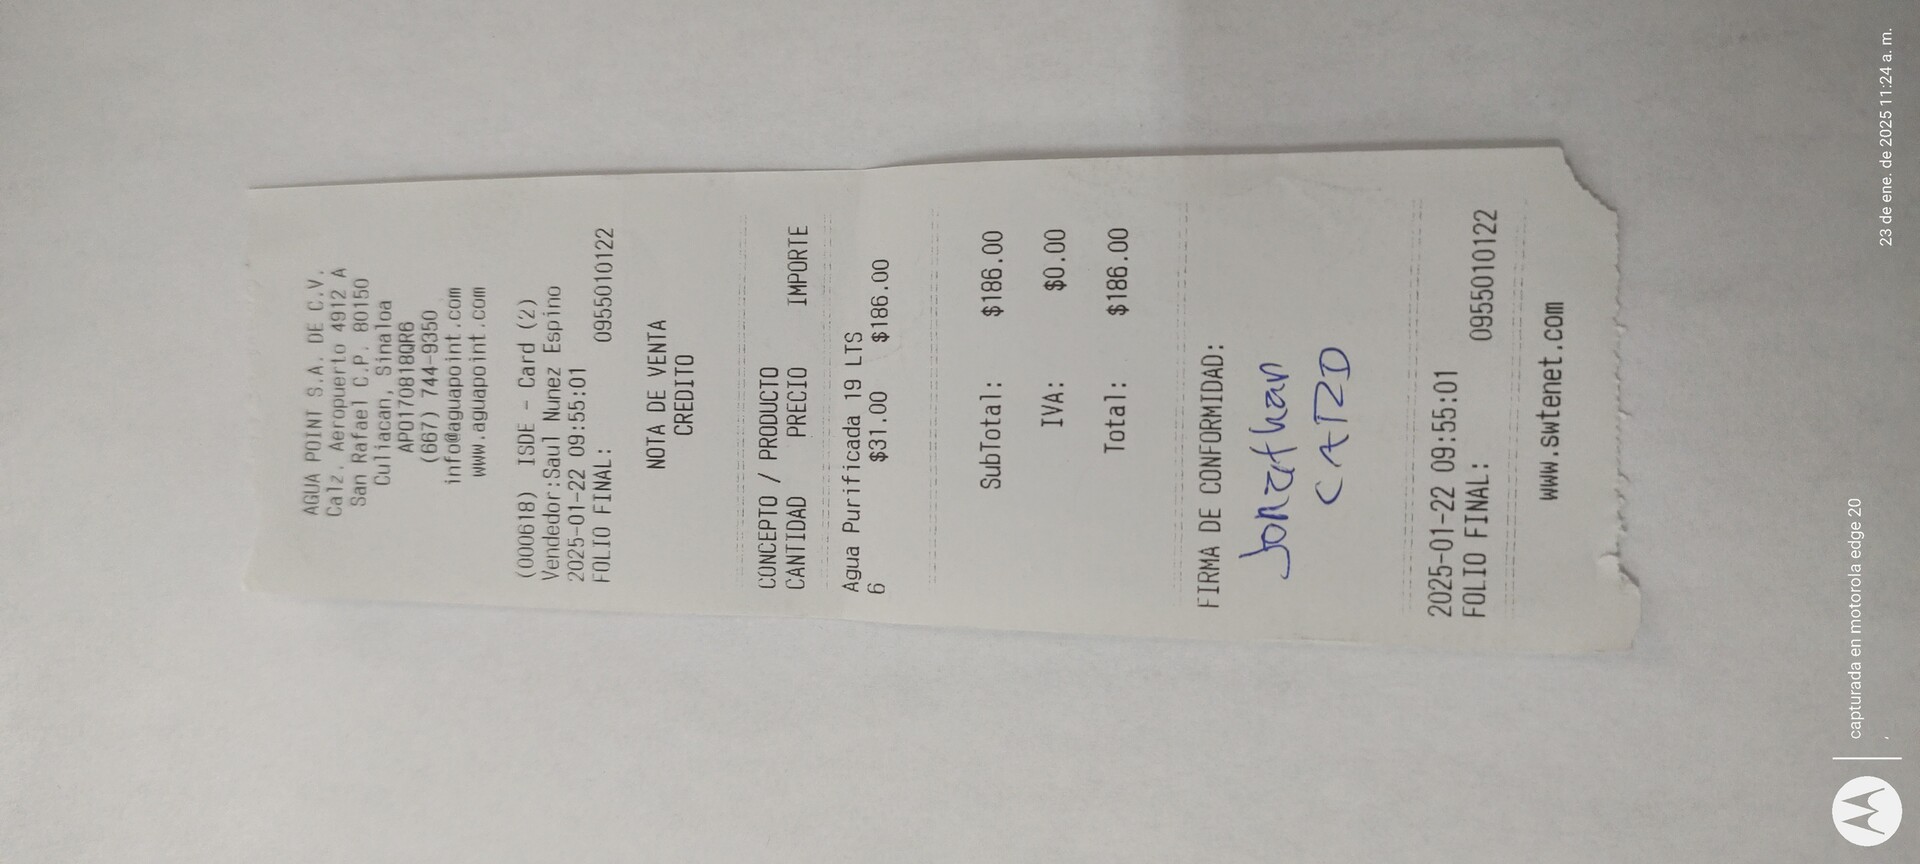 AGUA POINT S.A. DE C.V.
Calz. Aeropuerto 4912 A
San Rafael C.P. 80150
Culiacan, Sinaloa
APO170818QR6
(667) 744-9350
info@aguapoint.com
www.aguapoint.com
(000618) ISDE - Card (2)
Vendedor:Saul Nunez Espino
2025-01-22 09:55:01
FOLIO FINAL: 0955010122
NOTA DE VENTA
CREDITO
CONCEPTO / PRODUCTO
CANTIDAD PRECIO IMPORTE
Agua Purificada 19 LTS
6 $31.00 $186.00
SubTotal: $186.00
IVA: $0.00
Total: $186.00
FIRMA DE CONFORMIDAD:
Jonathan
CARD
2025-01-22 09:55:01
FOLIO FINAL: 0955010122
www.swtenet.com
capturada en motorola edge 20
23 de ene. de 2025 11:24 a. m.